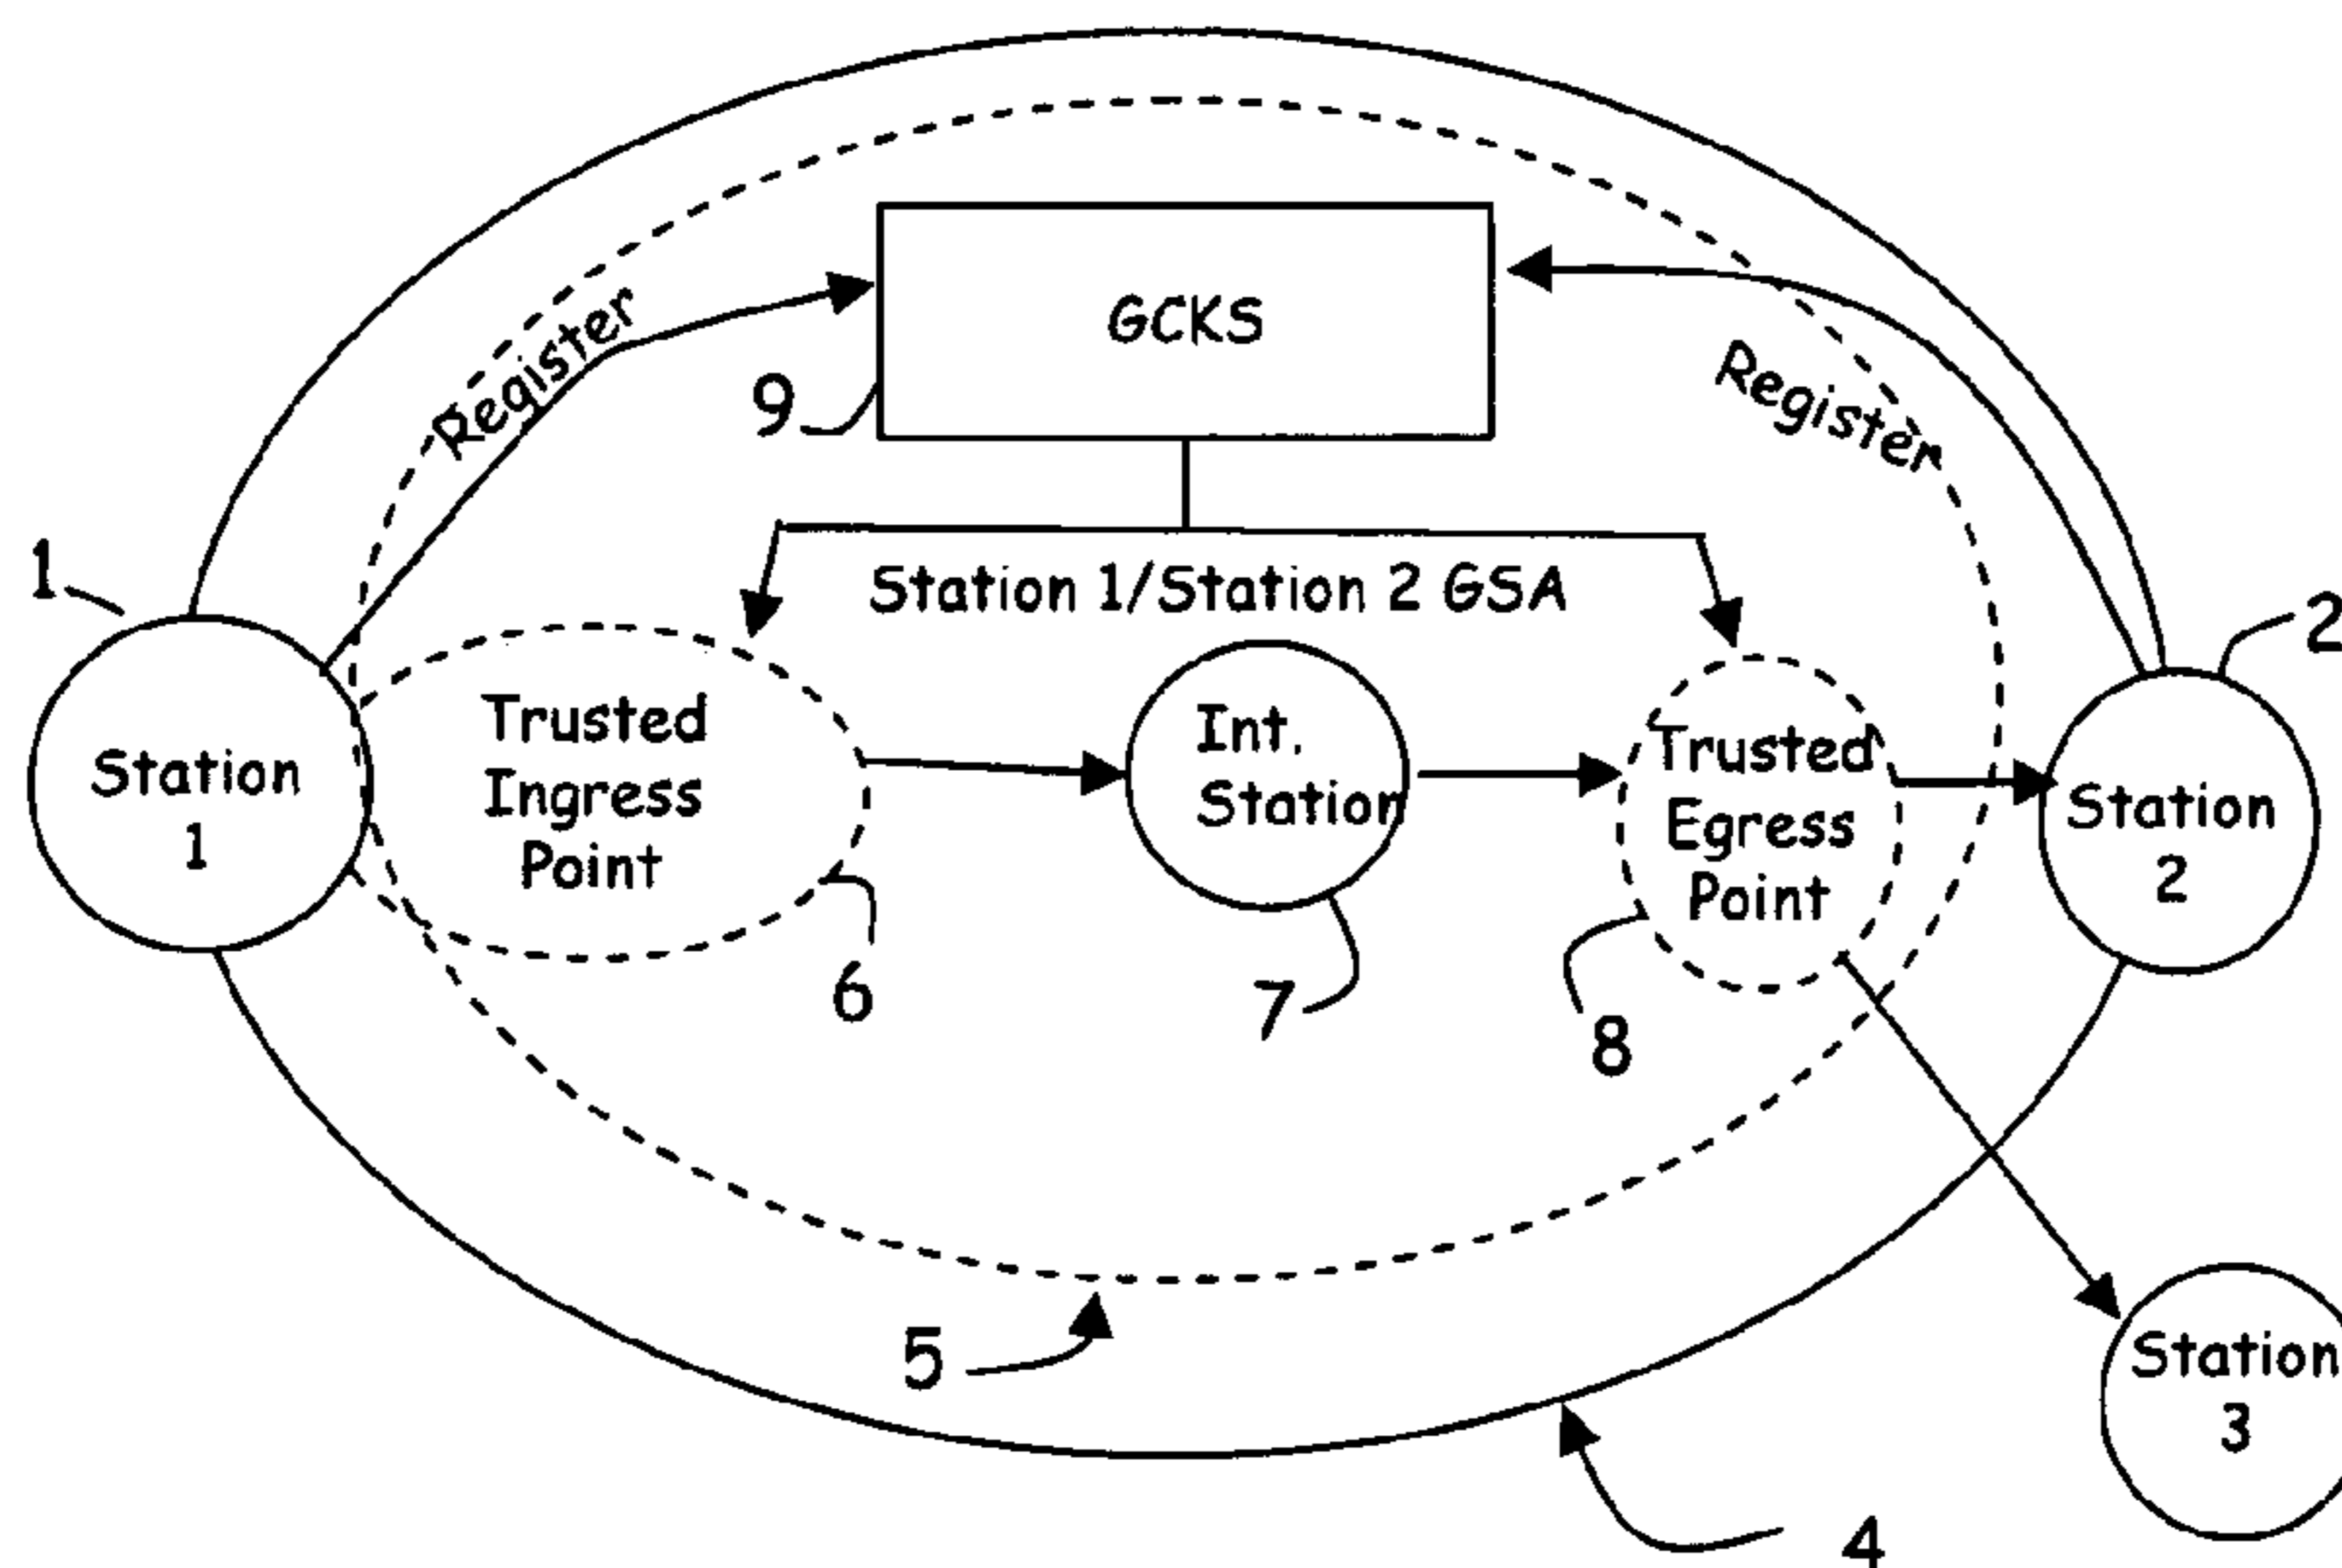 GCKS
Register
Register
9
Station 1/Station 2 GSA
1
2
Station
1
Trusted
Ingress
Point
Int.
Station
Trusted
Egress
Point
Station
2
6
7
8
5
Station
3
4